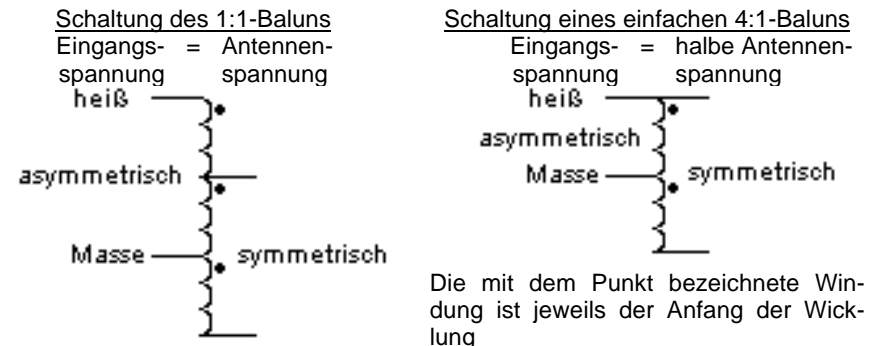 Schaltung des 1:1-Baluns
Eingangs- = Antennen-
spannung spannung
heiß
asymmetrisch
Masse
symmetrisch
Schaltung eines einfachen 4:1-Baluns
Eingangs- = halbe Antennen-
spannung spannung
heiß
asymmetrisch
Masse
symmetrisch
Die mit dem Punkt bezeichnete Win-
dung ist jeweils der Anfang der Wick-
lung